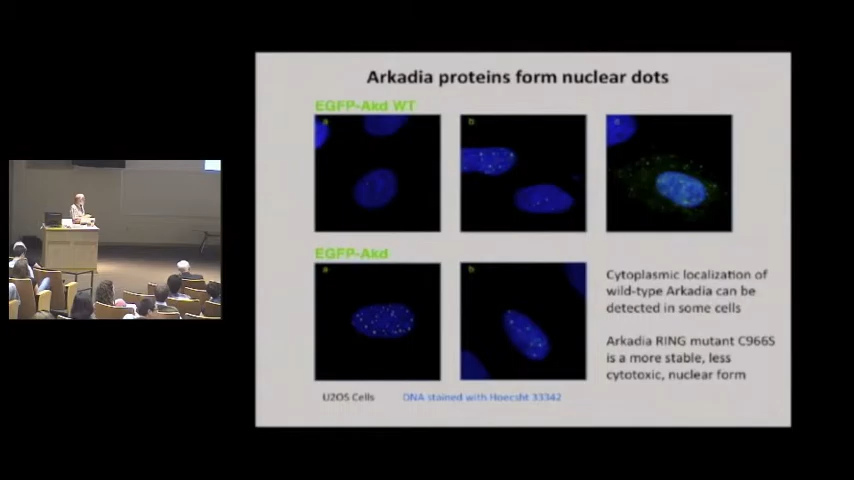 Arkadia proteins form nuclear dots
EGFP-Akd WT
a
b
EGFP-Akd
a
b
Cytoplasmic localization of
wild-type Arkadia can be
detected in some cells
Arkadia RING mutant C966S
is a more stable, less
cytotoxic, nuclear form
U2OS Cells
DNA stained with Hoecsht 33342